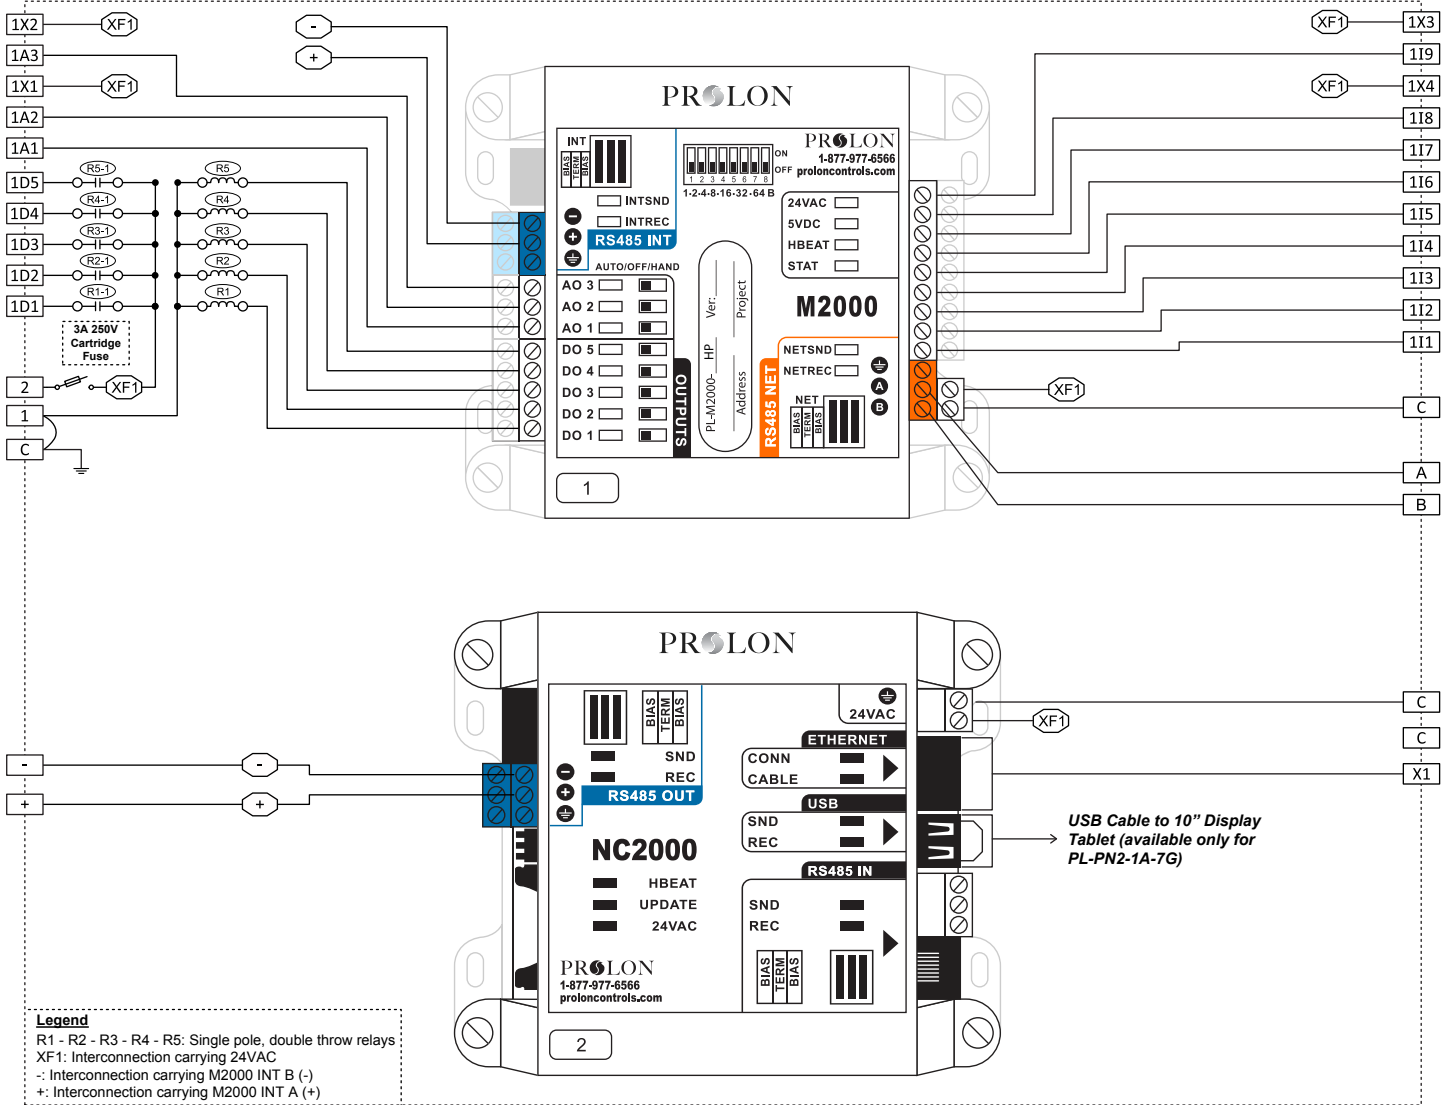 1X2 XF1
1A3
1X1 XF1
1A2
1A1
1D5 R5-1 R5
1D4 R4-1 R4
1D3 R3-1 R3
1D2 R2-1 R2
1D1 R1-1 R1
3A 250V
Cartridge
Fuse
2 XF1
1
C
-
+
PROLON
INT
BIAS
TERM
BIAS
INTSND
INTREC
RS485 INT
1 2 3 4 5 6 7 8
ON
OFF
1-2-4-8-16-32-64 B
PROLON
1-877-977-6566
proloncontrols.com
24VAC
5VDC
HBEAT
STAT
AUTO/OFF/HAND
AO 3
AO 2
AO 1
DO 5
DO 4
DO 3
DO 2
DO 1
OUTPUTS
PL-M2000- HP Ver:
Address Project
M2000
RS485 NET
NETSND
NETREC
NET
BIAS
TERM
BIAS
A
B
1
XF1 1X3
1I9
XF1 1X4
1I8
1I7
1I6
1I5
1I4
1I3
1I2
1I1
XF1
C
A
B
PROLON
BIAS
TERM
BIAS
SND
REC
RS485 OUT
- -
+ +
-
+
NC2000
HBEAT
UPDATE
24VAC
PROLON
1-877-977-6566
proloncontrols.com
24VAC
ETHERNET
CONN
CABLE
USB
SND
REC
RS485 IN
SND
REC
BIAS
TERM
BIAS
2
C
XF1
C
X1
USB Cable to 10” Display
Tablet (available only for
PL-PN2-1A-7G)
Legend
R1 - R2 - R3 - R4 - R5: Single pole, double throw relays
XF1: Interconnection carrying 24VAC
-: Interconnection carrying M2000 INT B (-)
+: Interconnection carrying M2000 INT A (+)